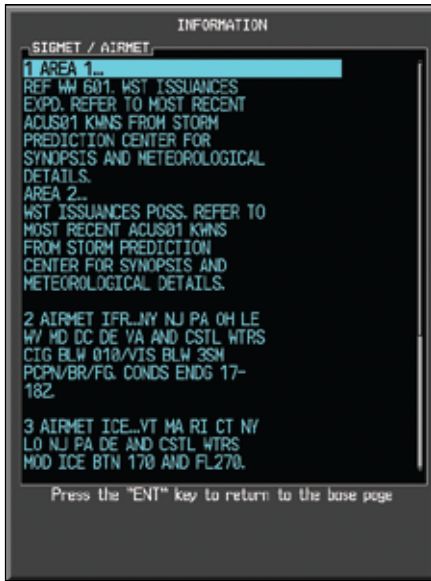 INFORMATION
SIGMET / AIRMET
1 AREA 1...
REF WW 601. WST ISSUANCES
EXPD. REFER TO MOST RECENT
ACUS01 KWNS FROM STORM
PREDICTION CENTER FOR
SYNOPSIS AND METEOROLOGICAL
DETAILS.
AREA 2...
WST ISSUANCES POSS. REFER TO
MOST RECENT ACUS01 KWNS
FROM STORM PREDICTION
CENTER FOR SYNOPSIS AND
METEOROLOGICAL DETAILS.
2 AIRMET IFR...NY NJ PA OH LE
WV MD DC DE VA AND CSTL WTRS
CIG BLW 010/VIS BLW 3SM
PCPN/BR/FG. CONDS ENDG 17-
18Z.
3 AIRMET ICE...VT MA RI CT NY
LO NJ PA DE AND CSTL WTRS
MOD ICE BTN 170 AND FL270.
Press the "ENT" key to return to the base page